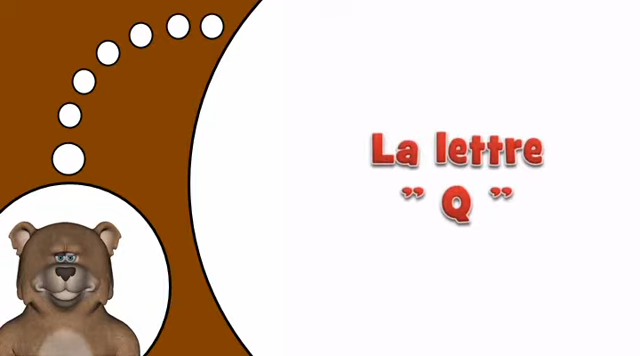 La lettre
” Q ”